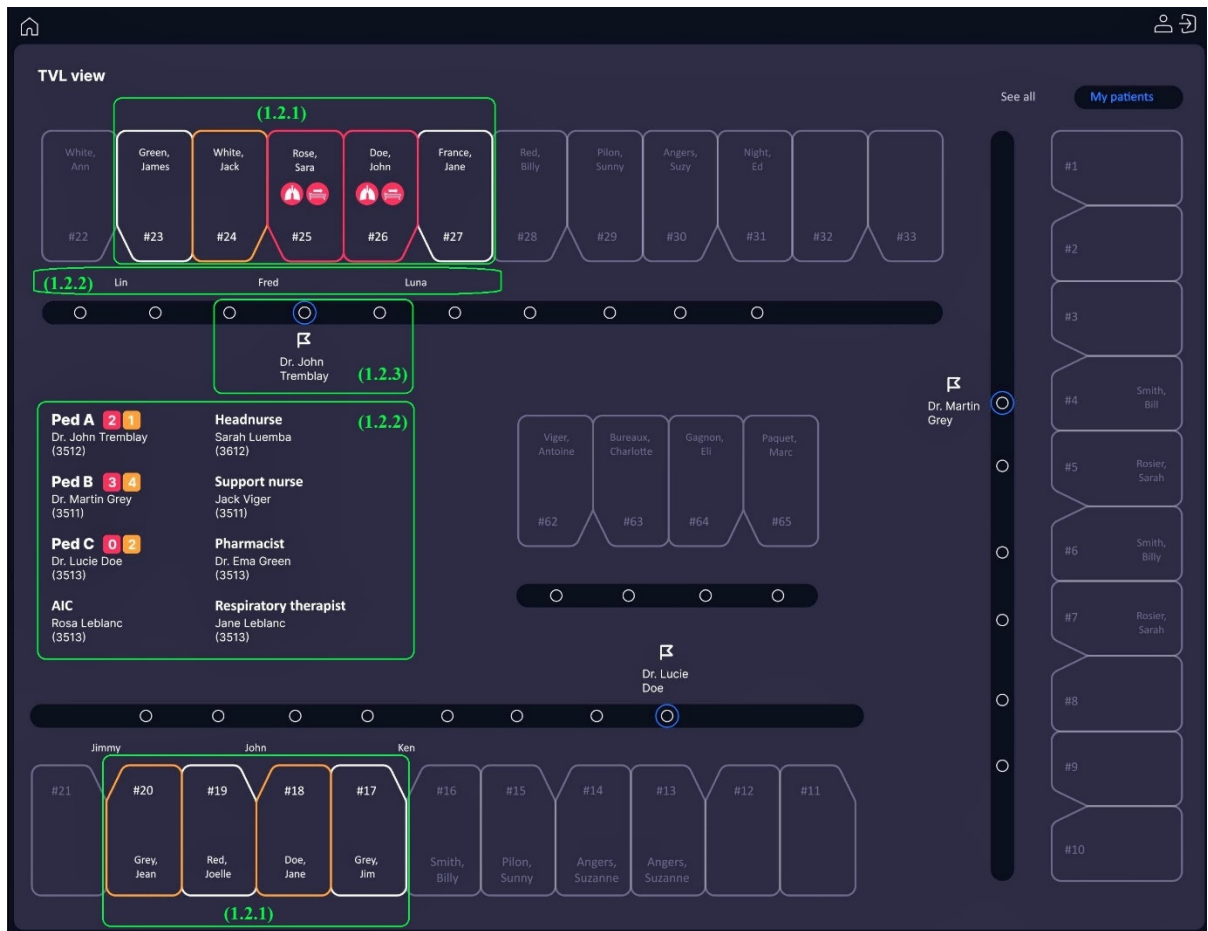 TVL view
See all
My patients
(1.2.1)
White,
Ann
#22
Green,
James
#23
White,
Jack
#24
Rose,
Sara
#25
Doe,
John
#26
France,
Jane
#27
Red,
Billy
#28
Pilon,
Sunny
#29
Angers,
Suzy
#30
Night,
Ed
#31
#32
#33
(1.2.2)
Lin
Fred
Luna
Dr. John
Tremblay
(1.2.3)
Ped A 2 1
Dr. John Tremblay
(3512)
Ped B 3 4
Dr. Martin Grey
(3511)
Ped C 0 2
Dr. Lucie Doe
(3513)
AIC
Rosa Leblanc
(3513)
Headnurse
Sarah Luemba
(3612)
Support nurse
Jack Viger
(3511)
Pharmacist
Dr. Ema Green
(3513)
Respiratory therapist
Jane Leblanc
(3513)
(1.2.2)
Viger,
Antoine
#62
Bureaux,
Charlotte
#63
Gagnon,
Eli
#64
Paquet,
Marc
#65
Dr. Martin
Grey
#1
#2
#3
#4
Smith,
Bill
#5
Rosier,
Sarah
#6
Smith,
Billy
#7
Rosier,
Sarah
#8
#9
#10
Dr. Lucie
Doe
Jimmy
John
Ken
#21
#20
Grey,
Jean
#19
Red,
Joelle
#18
Doe,
Jane
#17
Grey,
Jim
#16
Smith,
Billy
#15
Pilon,
Sunny
#14
Angers,
Suzanne
#13
Angers,
Suzanne
#12
#11
(1.2.1)